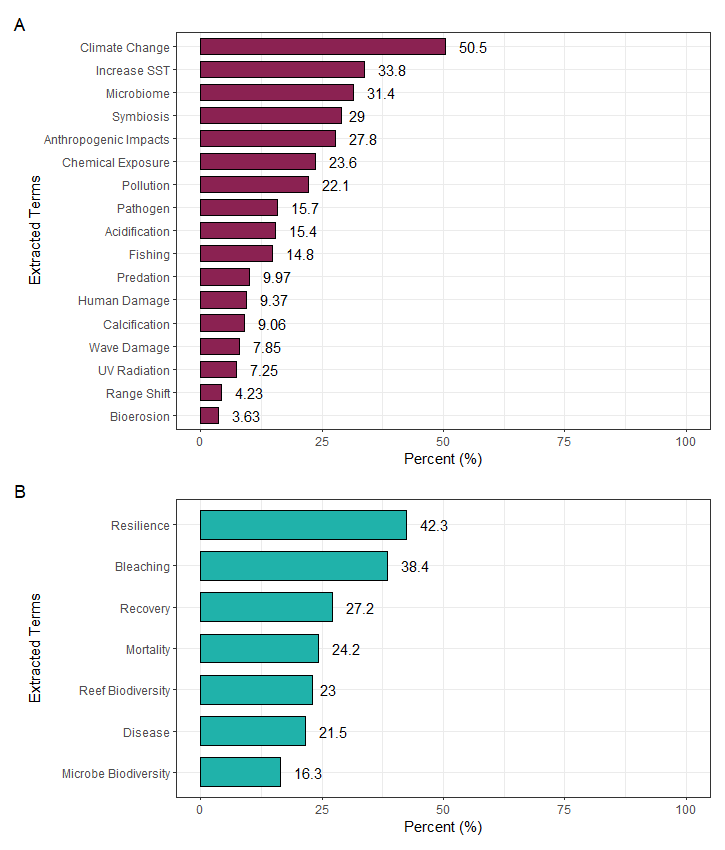 A
Extracted Terms
Climate Change 50.5
Increase SST 33.8
Microbiome 31.4
Symbiosis 29
Anthropogenic Impacts 27.8
Chemical Exposure 23.6
Pollution 22.1
Pathogen 15.7
Acidification 15.4
Fishing 14.8
Predation 9.97
Human Damage 9.37
Calcification 9.06
Wave Damage 7.85
UV Radiation 7.25
Range Shift 4.23
Bioerosion 3.63
0 25 50 75 100
Percent (%)
B
Extracted Terms
Resilience 42.3
Bleaching 38.4
Recovery 27.2
Mortality 24.2
Reef Biodiversity 23
Disease 21.5
Microbe Biodiversity 16.3
0 25 50 75 100
Percent (%)